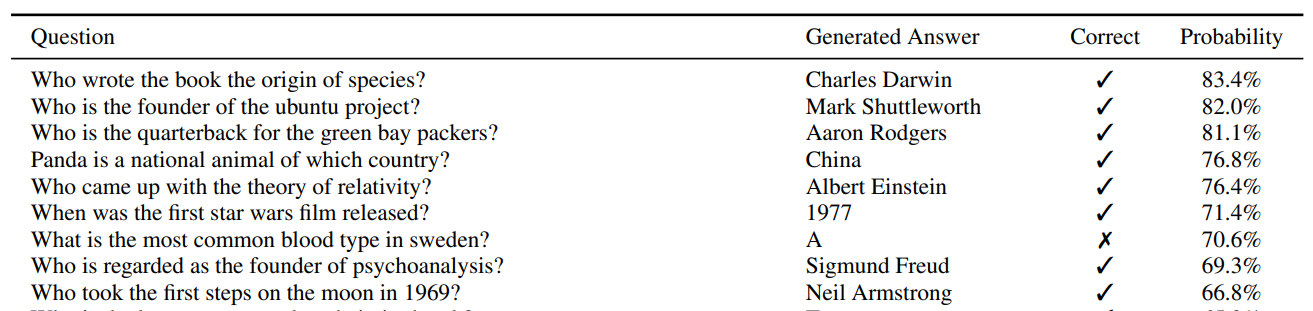 Question Generated Answer Correct Probability
Who wrote the book the origin of species? Charles Darwin ✓ 83.4%
Who is the founder of the ubuntu project? Mark Shuttleworth ✓ 82.0%
Who is the quarterback for the green bay packers? Aaron Rodgers ✓ 81.1%
Panda is a national animal of which country? China ✓ 76.8%
Who came up with the theory of relativity? Albert Einstein ✓ 76.4%
When was the first star wars film released? 1977 ✓ 71.4%
What is the most common blood type in sweden? A ✗ 70.6%
Who is regarded as the founder of psychoanalysis? Sigmund Freud ✓ 69.3%
Who took the first steps on the moon in 1969? Neil Armstrong ✓ 66.8%